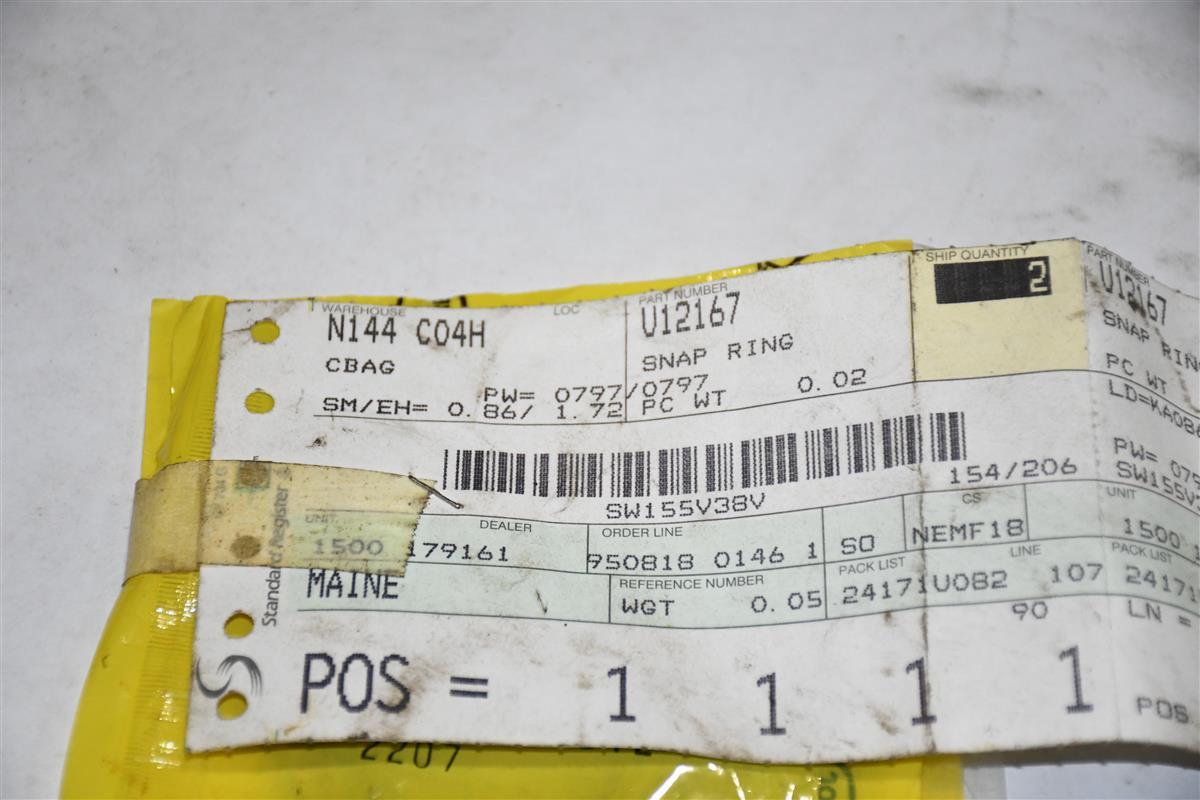 WAREHOUSE LOC PART NUMBER SHIP QUANTITY PART NUMBER
N144 C04H U12167 2 U12167
CBAG SNAP RING SNAP RING
PW= 0797/0797
SM/EH= 0.86/ 1.72 PC WT 0.02 PC WT
LD=KA086
154/206 PW= 079
SW155V38V SW155V
UNIT DEALER ORDER LINE CS UNIT
1500 179161 950818 0146 1 SO NEMF18 1500
MAINE REFERENCE NUMBER PACK LIST LINE PACK LIST
WGT 0.05 24171U082 107 24171
90 LN =
Standard Register
POS = 1 1 1 1 POS
2207